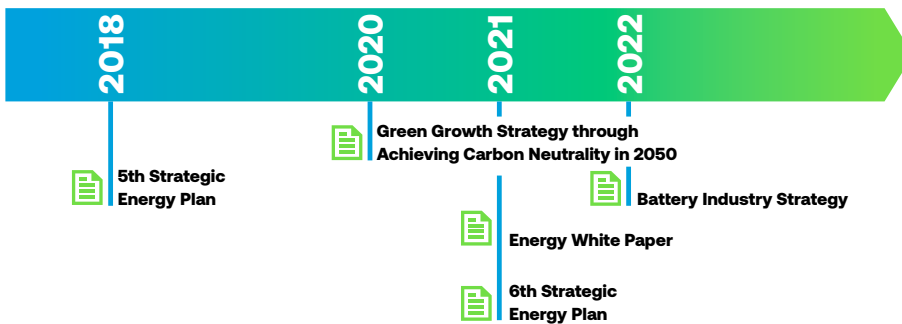 2018
2020
2021
2022
Green Growth Strategy through
Achieving Carbon Neutrality in 2050
5th Strategic
Energy Plan
Battery Industry Strategy
Energy White Paper
6th Strategic
Energy Plan